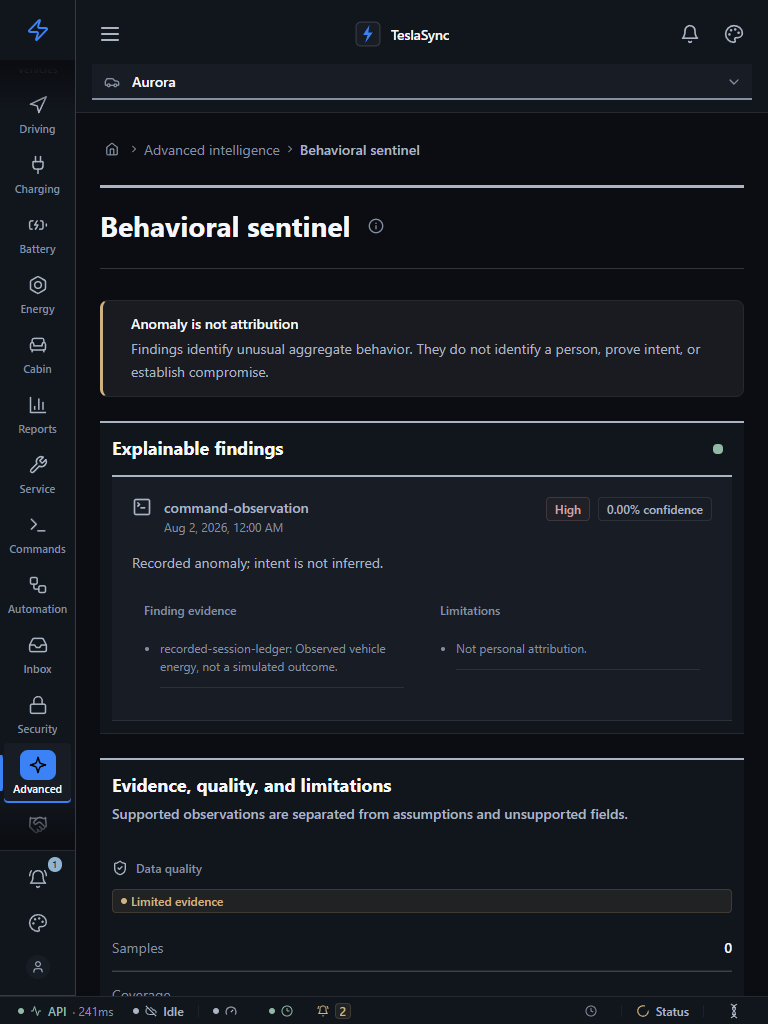 TeslaSync
Aurora
Driving
Charging
Battery
Energy
Cabin
Reports
Service
Commands
Automation
Inbox
Security
Advanced
1
Advanced intelligence
Behavioral sentinel
Behavioral sentinel
Anomaly is not attribution
Findings identify unusual aggregate behavior. They do not identify a person, prove intent, or
establish compromise.
Explainable findings
command-observation
Aug 2, 2026, 12:00 AM
High
0.00% confidence
Recorded anomaly; intent is not inferred.
Finding evidence
• recorded-session-ledger: Observed vehicle
energy, not a simulated outcome.
Limitations
• Not personal attribution.
Evidence, quality, and limitations
Supported observations are separated from assumptions and unsupported fields.
Data quality
Limited evidence
Samples 0
Coverage
API · 241ms
Idle
2
Status